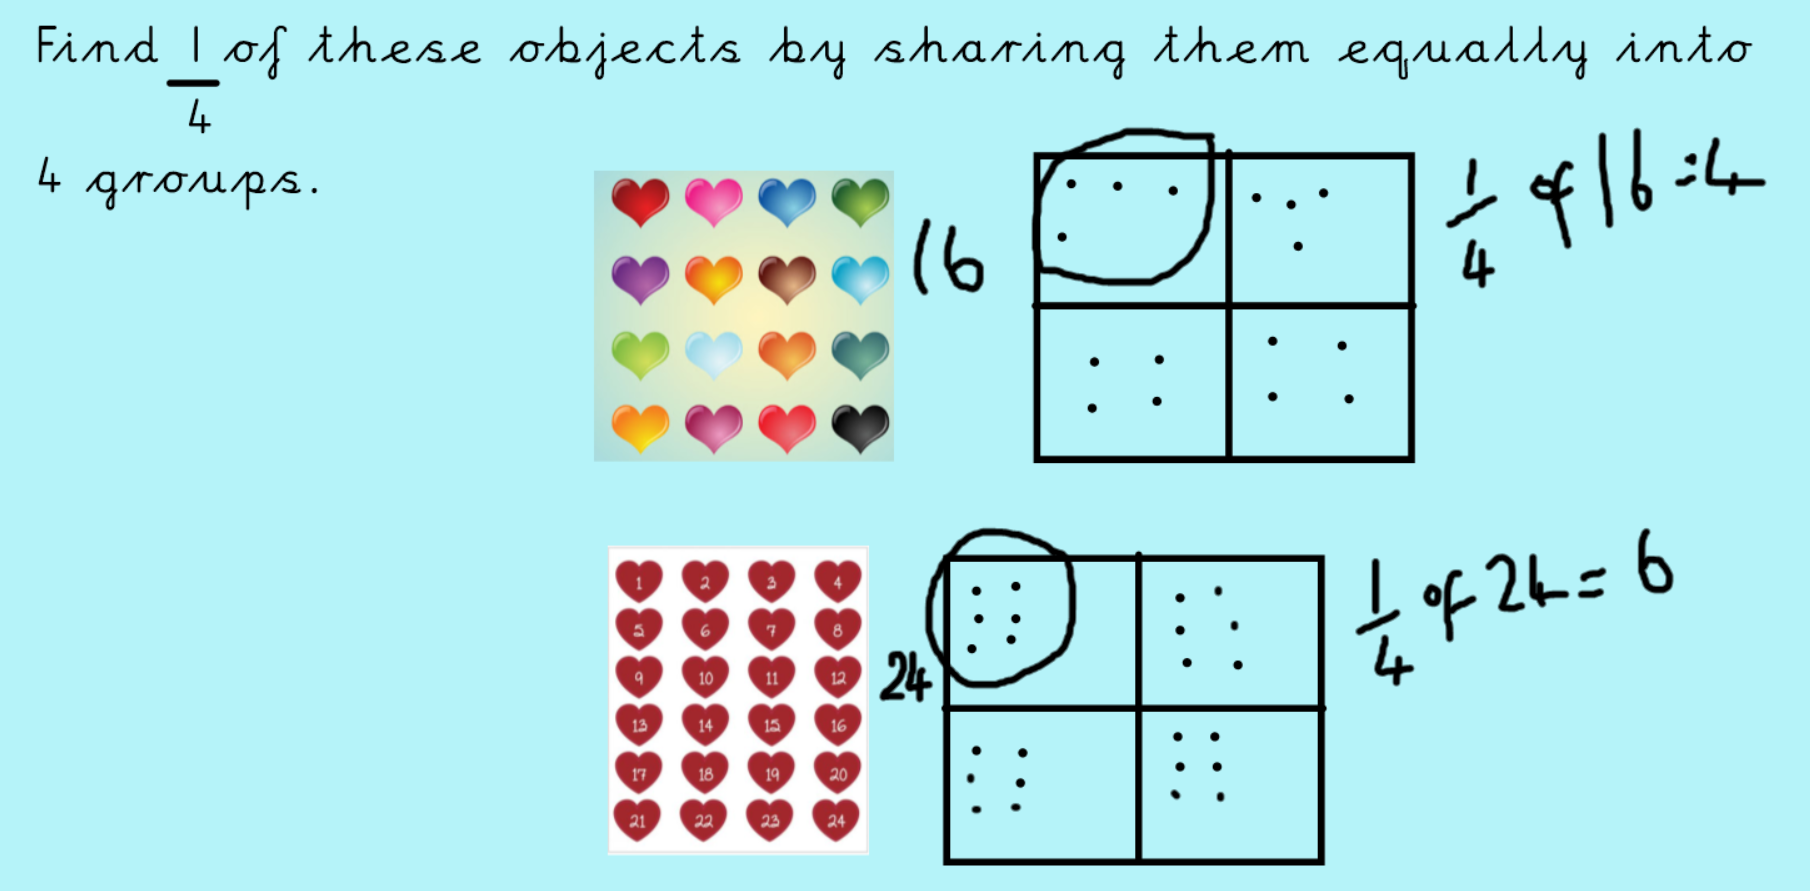 Find 1/4 of these objects by sharing them equally into
4 groups.
16
1/4 of 16 = 4
1 2 3 4
5 6 7 8
9 10 11 12
13 14 15 16
17 18 19 20
21 22 23 24
24
1/4 of 24 = 6